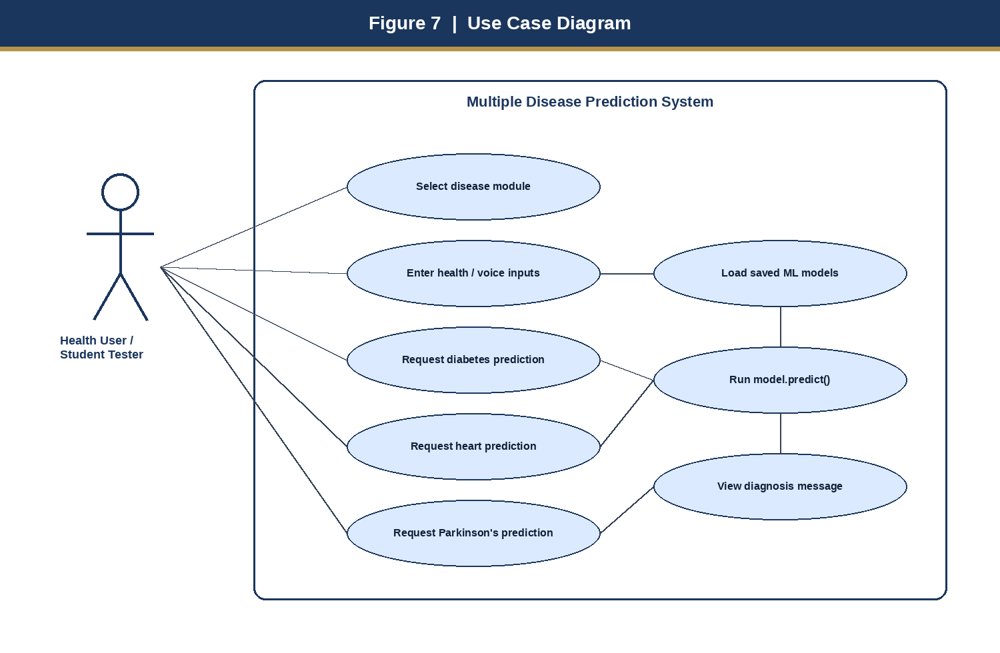 Figure 7 | Use Case Diagram
Multiple Disease Prediction System
Select disease module
Enter health / voice inputs
Load saved ML models
Health User /
Student Tester
Request diabetes prediction
Run model.predict()
Request heart prediction
View diagnosis message
Request Parkinson's prediction